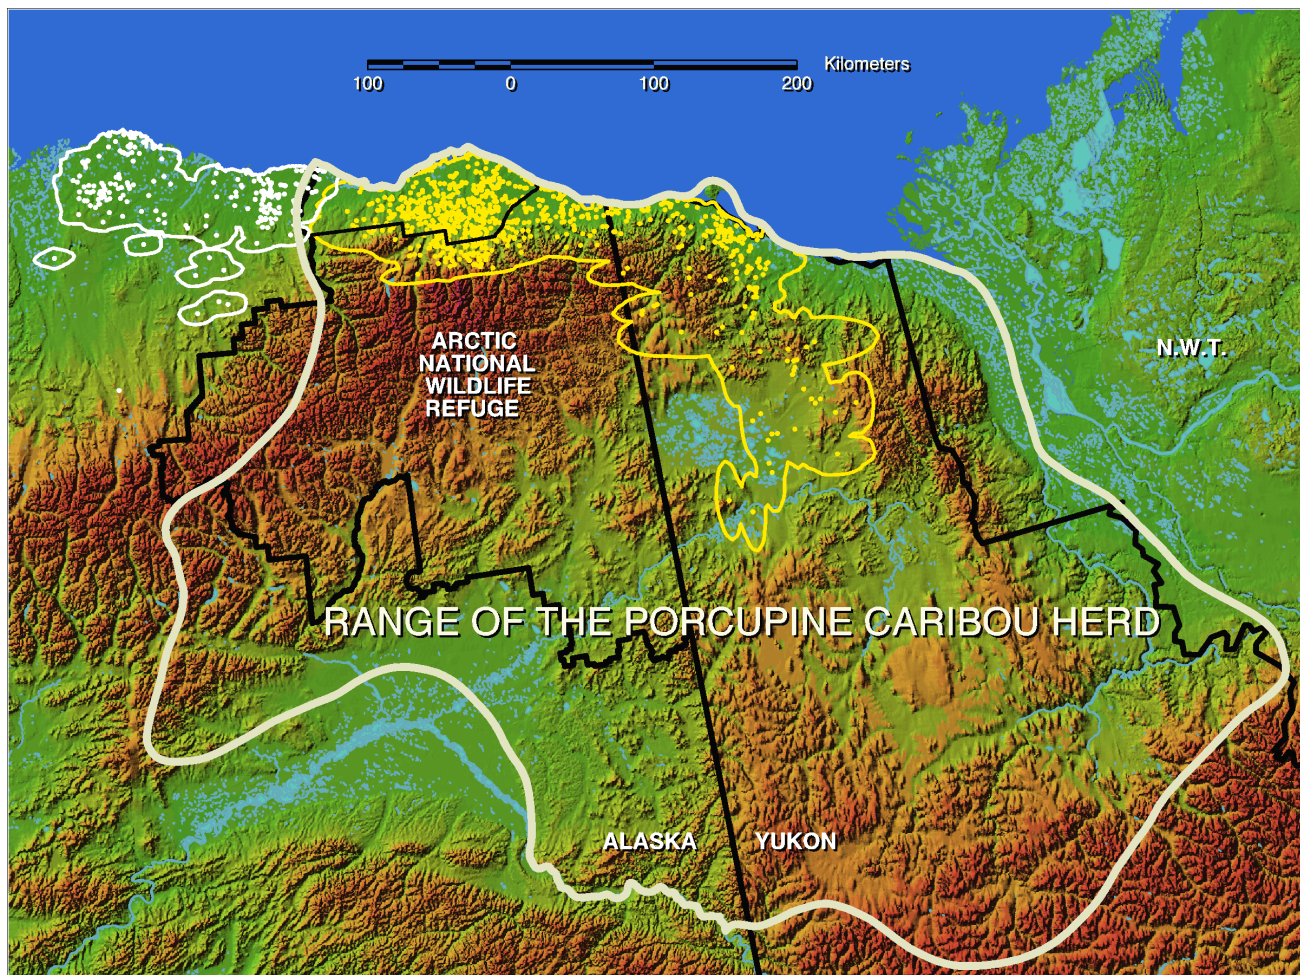 Kilometers
100 0 100 200
N.W.T.
ARCTIC
NATIONAL
WILDLIFE
REFUGE
RANGE OF THE PORCUPINE CARIBOU HERD
ALASKA YUKON